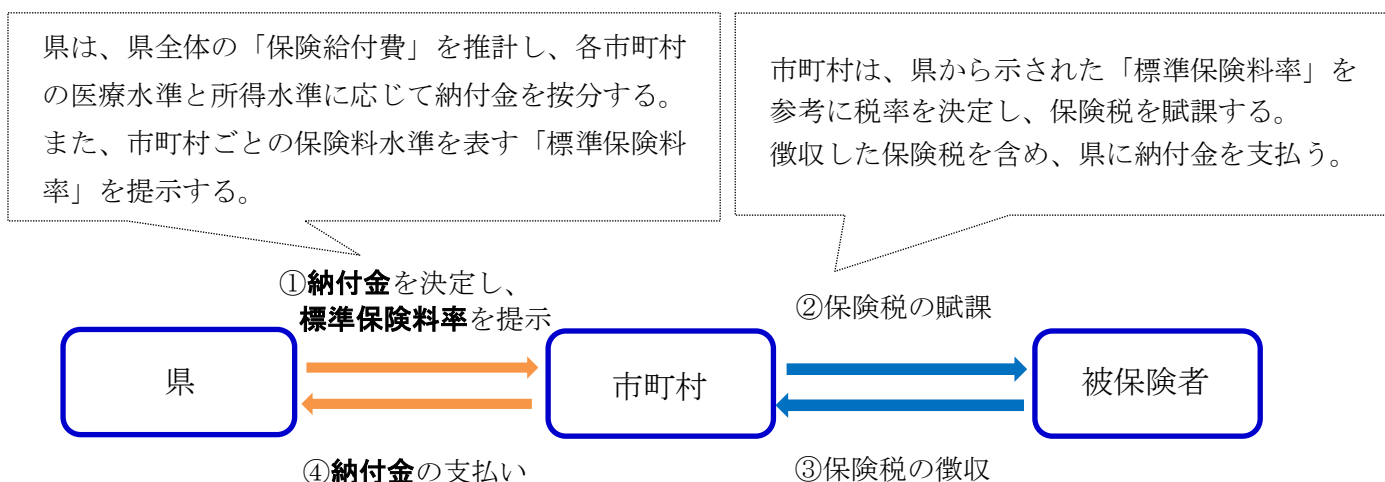 県は、県全体の「保険給付費」を推計し、各市町村
の医療水準と所得水準に応じて納付金を按分する。
また、市町村ごとの保険料水準を表す「標準保険料
率」を提示する。
市町村は、県から示された「標準保険料率」を
参考に税率を決定し、保険税を賦課する。
徴収した保険税を含め、県に納付金を支払う。
①納付金を決定し、
標準保険料率を提示
②保険税の賦課
県
市町村
被保険者
④納付金の支払い
③保険税の徴収